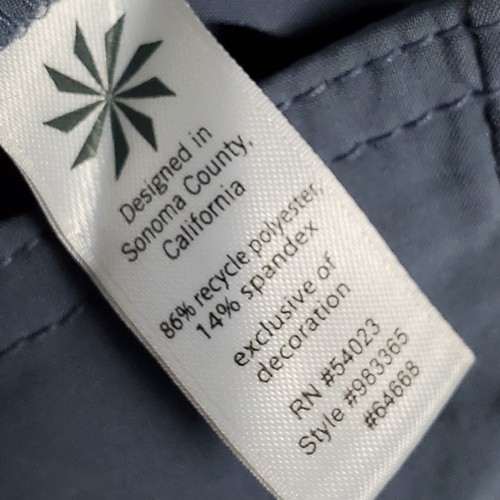 Designed in
Sonoma County,
California
86% recycle polyester,
14% spandex
exclusive of
decoration
RN #54023
Style #983365
#64668